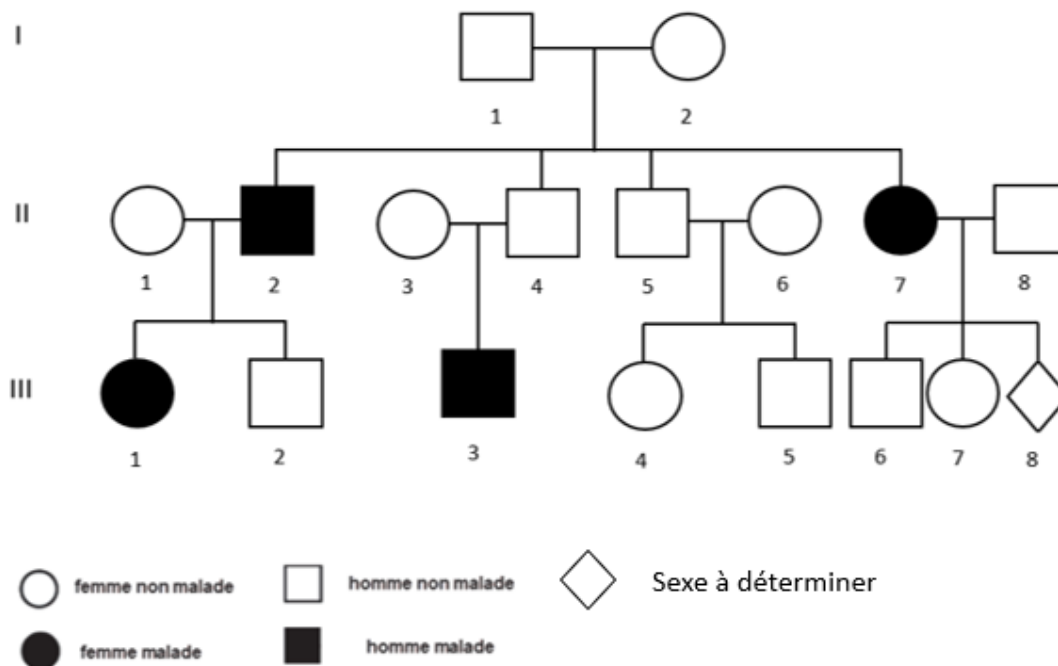 I
1 2
II
1 2 3 4 5 6 7 8
III
1 2 3 4 5 6 7 8
femme non malade homme non malade Sexe à déterminer
femme malade homme malade